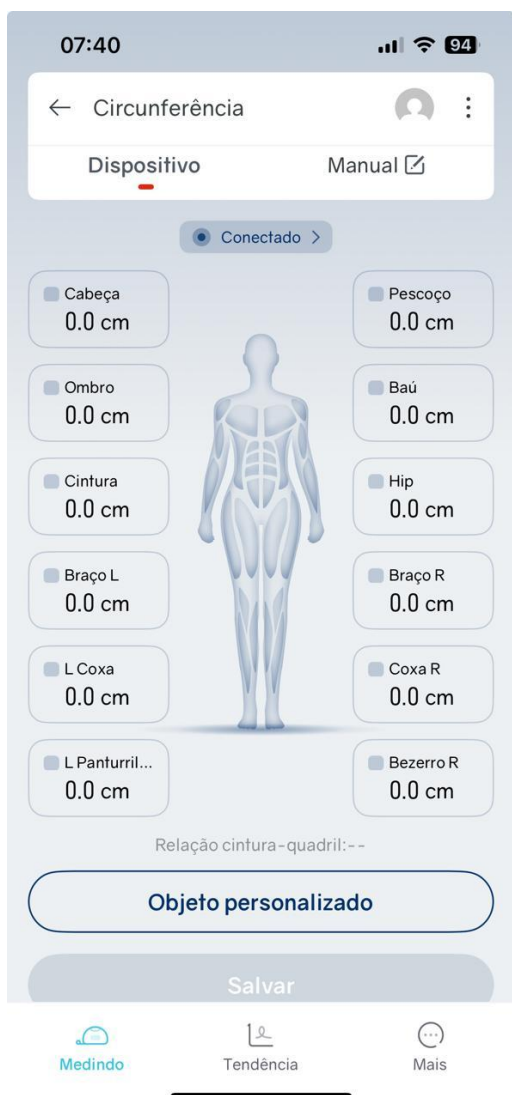 07:40
94
Circunferência
Dispositivo
Manual
Conectado
Cabeça
0.0 cm
Pescoço
0.0 cm
Ombro
0.0 cm
Baú
0.0 cm
Cintura
0.0 cm
Hip
0.0 cm
Braço L
0.0 cm
Braço R
0.0 cm
L Coxa
0.0 cm
Coxa R
0.0 cm
L Panturril...
0.0 cm
Bezerro R
0.0 cm
Relação cintura-quadril:--
Objeto personalizado
Salvar
Medindo
Tendência
Mais